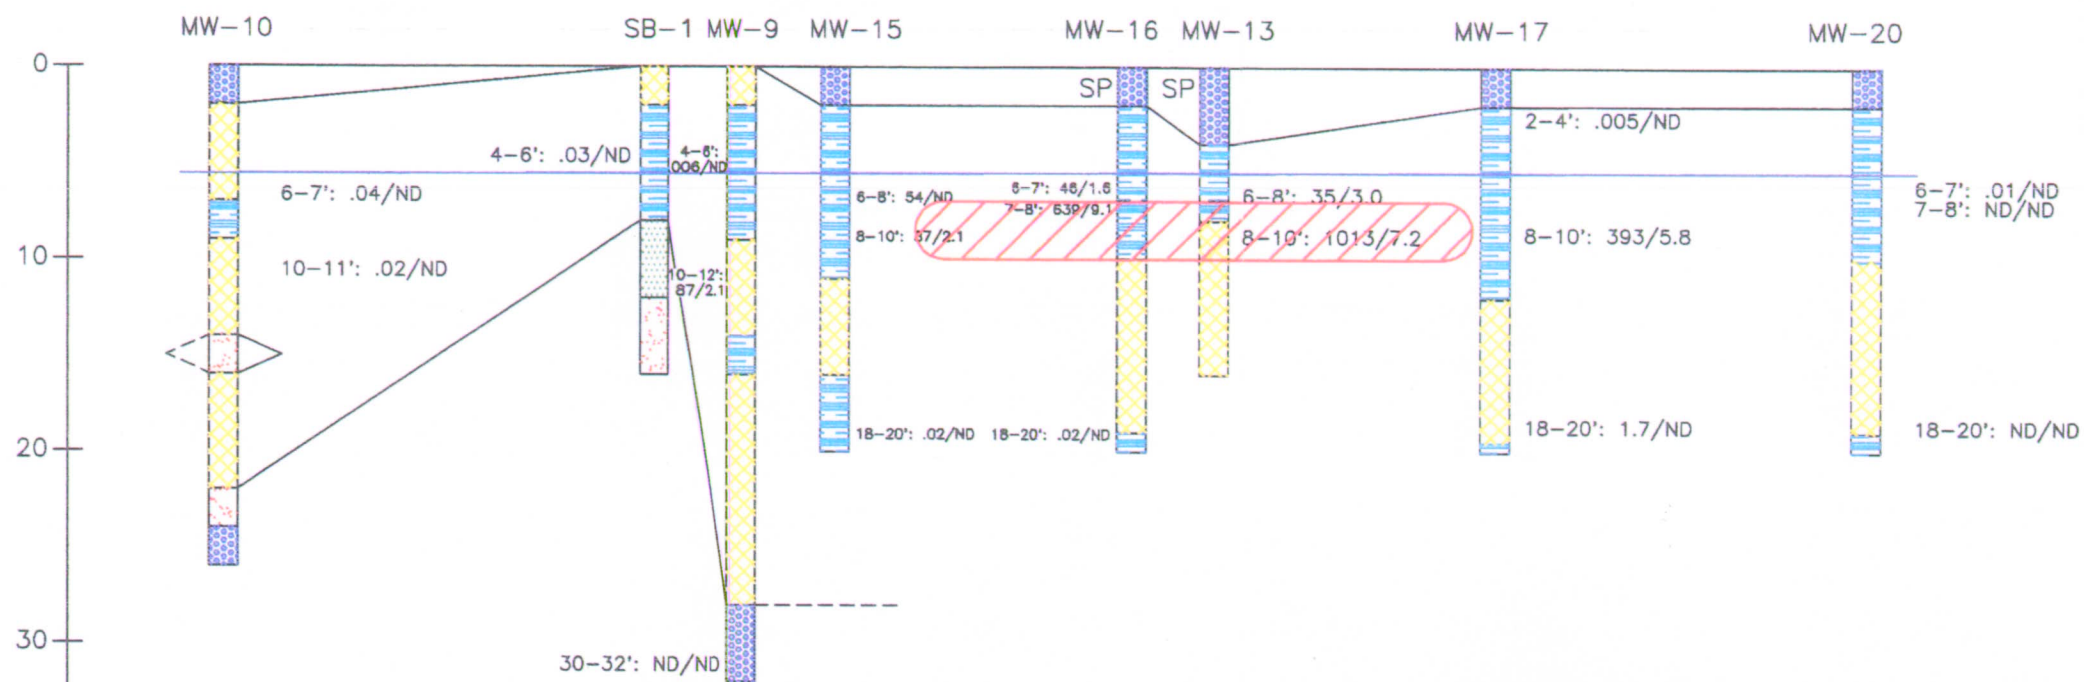 MW-10 SB-1 MW-9 MW-15 MW-16 MW-13 MW-17 MW-20
0
SP SP
2-4': .005/ND
4-6': .03/ND
4-6':
.006/ND
6-7': .04/ND
6-8': 54/ND
6-7': 46/1.6
7-8': 639/9.1
6-8': 35/3.0
6-7': .01/ND
7-8': ND/ND
8-10': 37/2.1
8-10': 1013/7.2
8-10': 393/5.8
10
10-11': .02/ND
10-12':
87/2.1
20
18-20': .02/ND
18-20': .02/ND
18-20': 1.7/ND
18-20': ND/ND
30
30-32': ND/ND